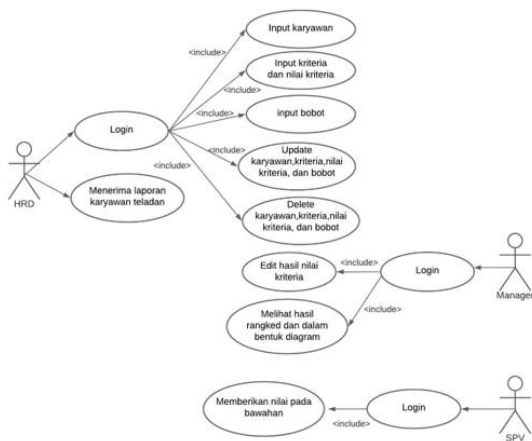 Input karyawan
<include>
Input kriteria
dan nilai kriteria
<include>
Login
<include>
input bobot
<include>
Update
karyawan,kriteria,nilai
kriteria, dan bobot
<include>
Delete
karyawan,kriteria,nilai
kriteria, dan bobot
HRD
Menerima laporan
karyawan teladan
Edit hasil nilai
kriteria
<include>
Login
Manager
<include>
Melihat hasil
rangked dan dalam
bentuk diagram
Memberikan nilai pada
bawahan
<include>
Login
SPV